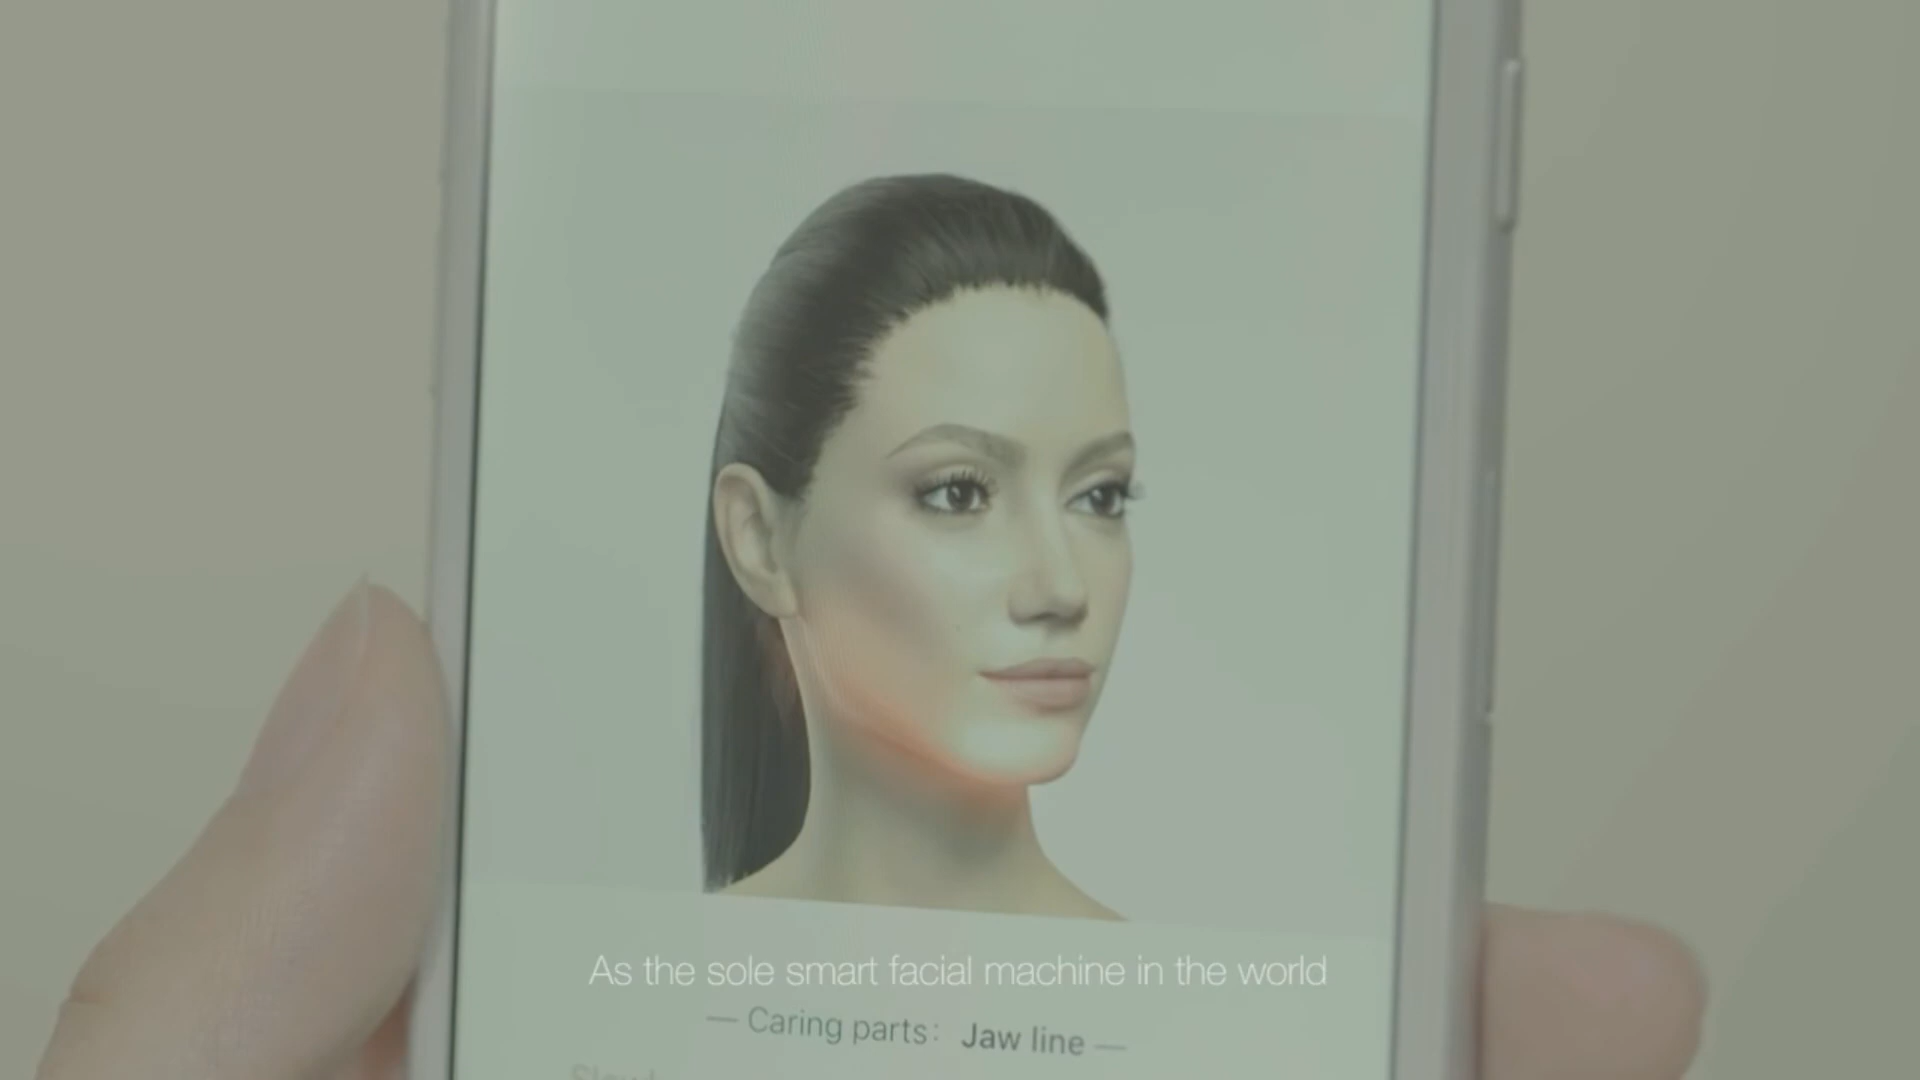 As the sole smart facial machine in the world
— Caring parts: Jaw line —